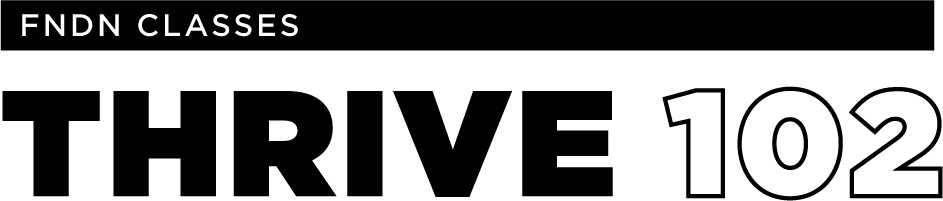 FNDN CLASSES
THRIVE 102